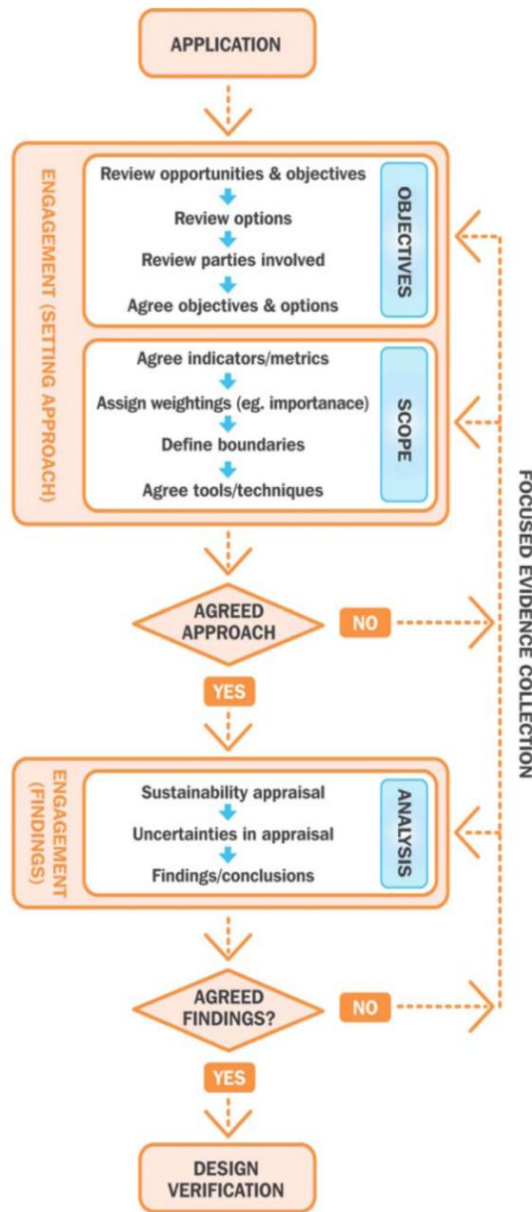 APPLICATION
ENGAGEMENT (SETTING APPROACH)
Review opportunities & objectives
Review options
Review parties involved
Agree objectives & options
OBJECTIVES
Agree indicators/metrics
Assign weightings (eg. importanace)
Define boundaries
Agree tools/techniques
SCOPE
FOCUSED EVIDENCE COLLECTION
AGREED
APPROACH
NO
YES
ENGAGEMENT
(FINDINGS)
Sustainability appraisal
Uncertainties in appraisal
Findings/conclusions
ANALYSIS
AGREED
FINDINGS?
NO
YES
DESIGN
VERIFICATION